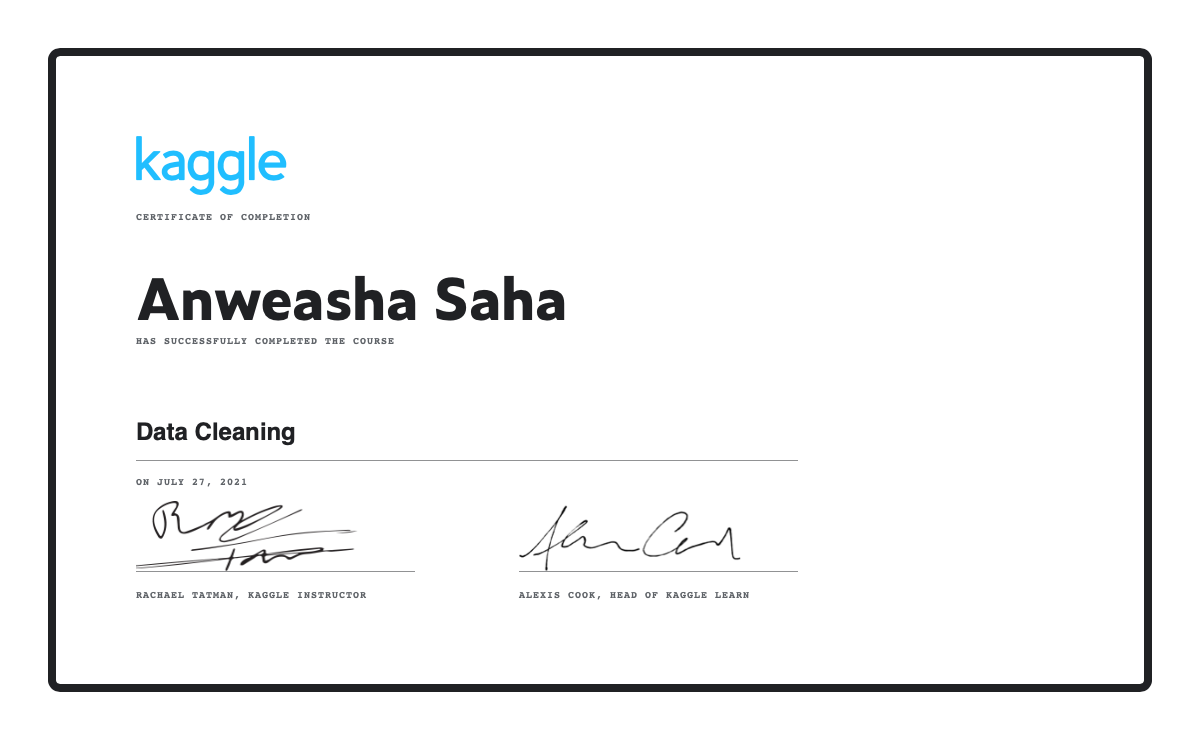 kaggle
CERTIFICATE OF COMPLETION
Anweasha Saha
HAS SUCCESSFULLY COMPLETED THE COURSE
Data Cleaning
ON JULY 27, 2021
RACHAEL TATMAN, KAGGLE INSTRUCTOR
ALEXIS COOK, HEAD OF KAGGLE LEARN